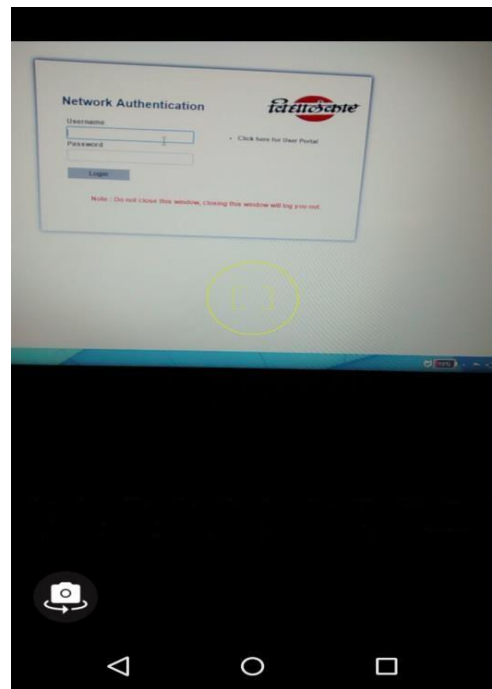 Network Authentication
Username
Click here for User Portal
Password
Login
Note : Do not close this window, closing this window will log you out